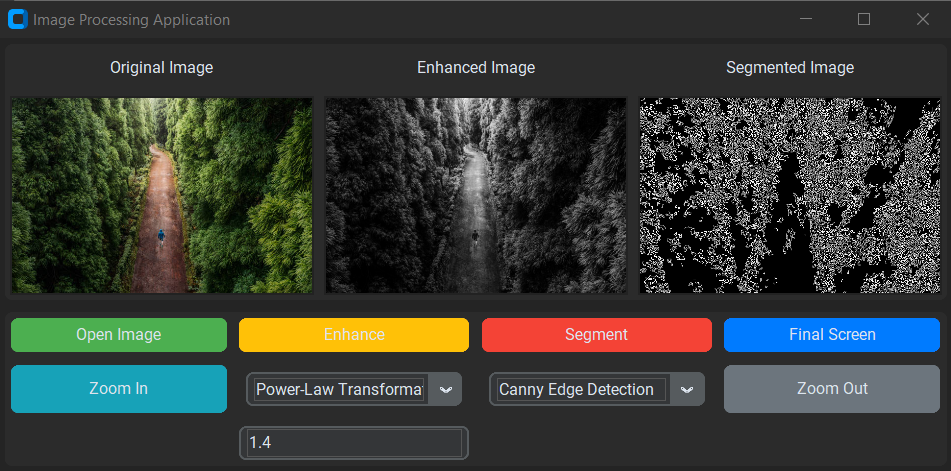 Image Processing Application
Original Image
Enhanced Image
Segmented Image
Open Image
Enhance
Segment
Final Screen
Zoom In
Power-Law Transformat
Canny Edge Detection
Zoom Out
1.4